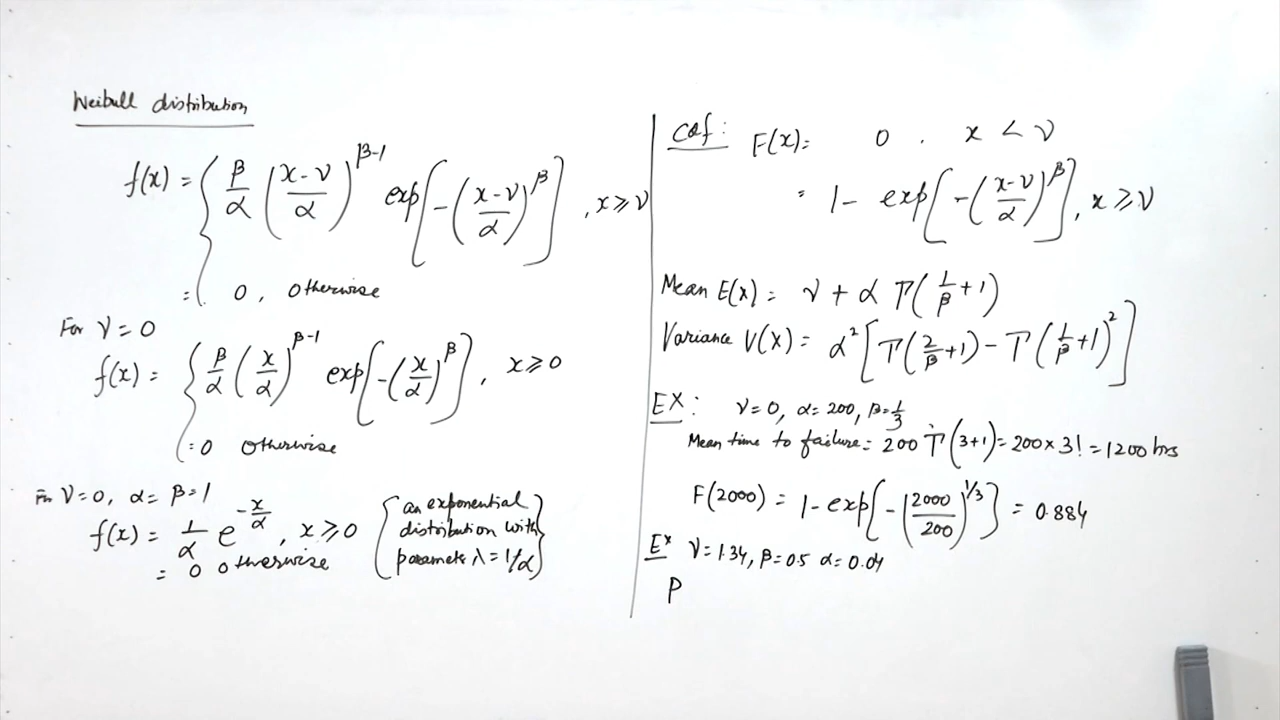 Weibull distribution
f(x) = { β/α ((x-ν)/α)^(β-1) exp[-((x-ν)/α)^β], x ≥ ν
= 0, otherwise
For ν = 0
f(x) = { β/α (x/α)^(β-1) exp[-(x/α)^β], x ≥ 0
= 0 otherwise
For ν = 0, α = β = 1
f(x) = 1/α e^(-x/α), x ≥ 0
= 0 otherwise
{ an exponential
distribution with
parameter λ = 1/α }
cdf: F(x) = 0, x < ν
= 1 - exp[-((x-ν)/α)^β], x ≥ ν
Mean E(x) = ν + α Γ(1/β + 1)
Variance V(x) = α² [Γ(2/β + 1) - Γ(1/β + 1)²]
EX: ν = 0, α = 200, β = 1/3
Mean time to failure = 200 Γ(3+1) = 200 × 3! = 1200 hrs
F(2000) = 1 - exp[-(2000/200)^(1/3)] = 0.884
Ex ν = 1.34, β = 0.5 α = 0.04
P